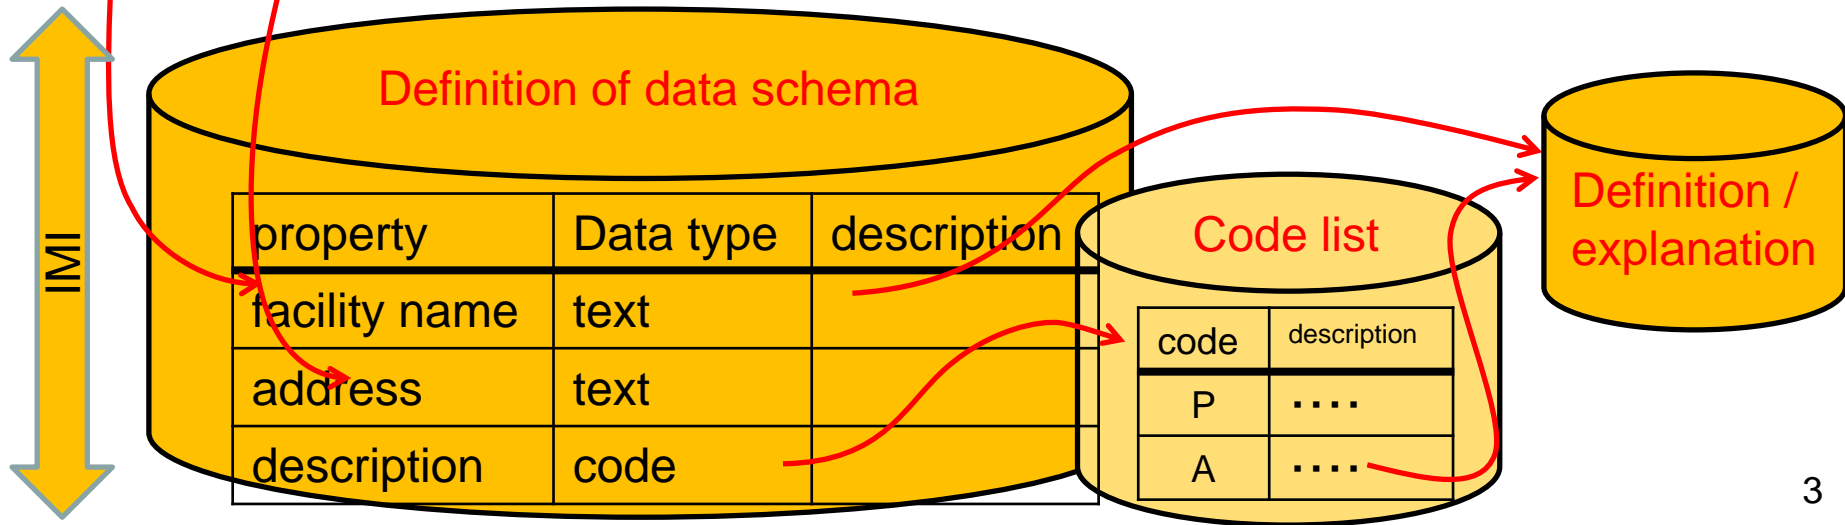 IMI
Definition of data schema
property Data type description
facility name text
address text
description code
Code list
code description
P ····
A ····
Definition /
explanation
3